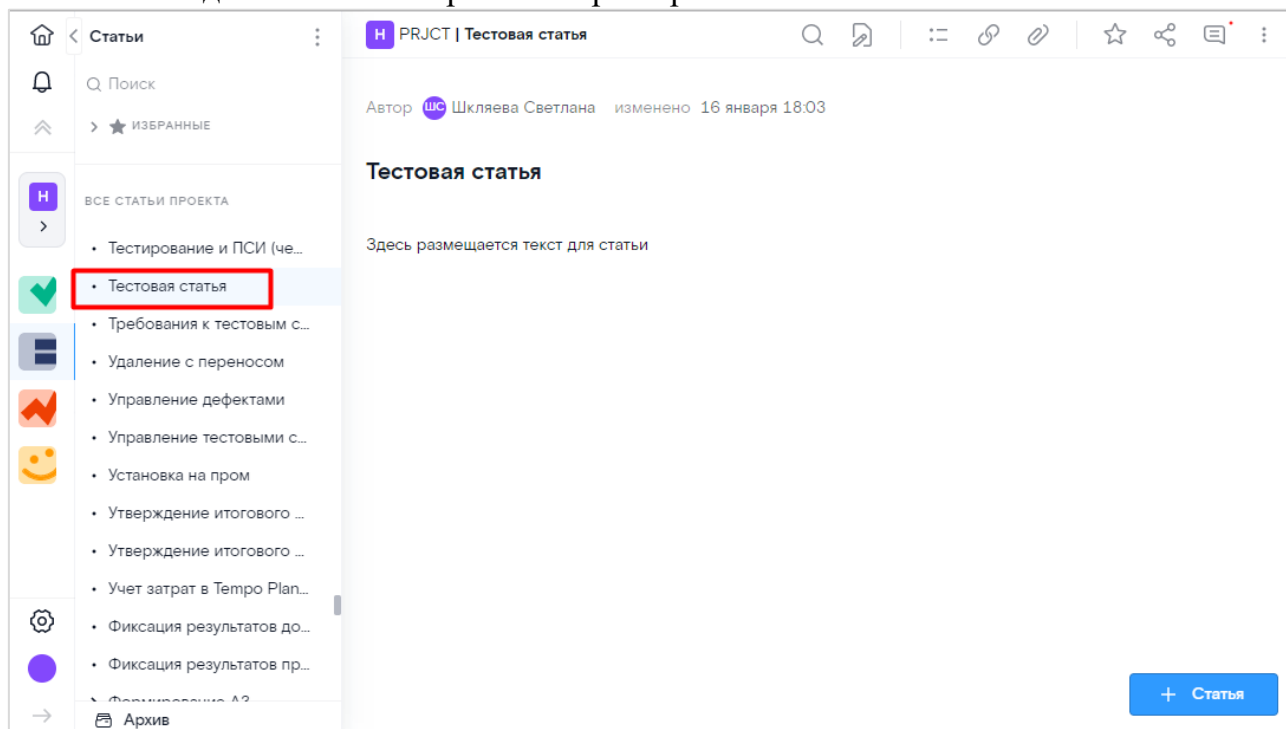 Статьи
Н PRJCT | Тестовая статья
Поиск
ИЗБРАННЫЕ
Автор ШС Шкляева Светлана изменено 16 января 18:03
Тестовая статья
Н
ВСЕ СТАТЬИ ПРОЕКТА
Здесь размещается текст для статьи
• Тестирование и ПСИ (че...
• Тестовая статья
• Требования к тестовым с...
• Удаление с переносом
• Управление дефектами
• Управление тестовыми с...
• Установка на пром
• Утверждение итогового ...
• Утверждение итогового ...
• Учет затрат в Tempo Plan...
• Фиксация результатов до...
• Фиксация результатов пр...
Формирование АЗ
Архив
+ Статья